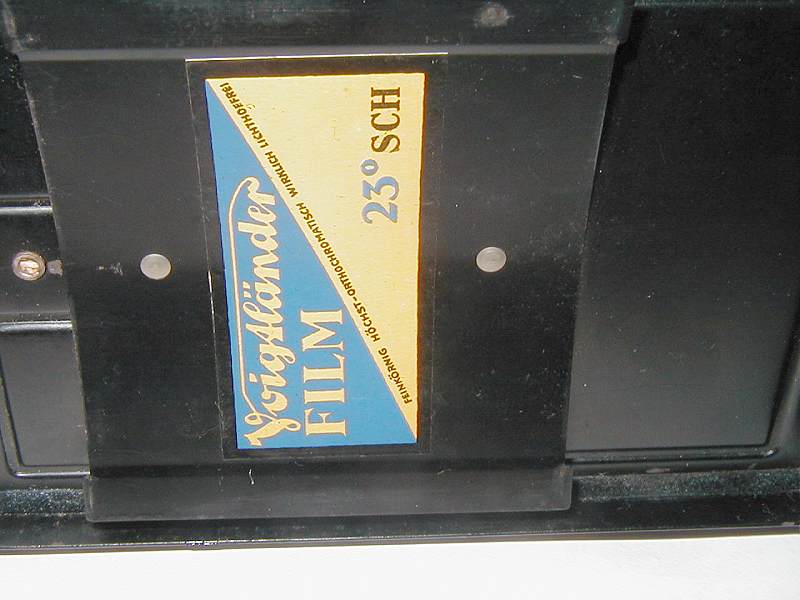 Voigtländer
FILM
FEINKÖRNIG HÖCHST-ORTHOCHROMATISCH WIRKLICH LICHTHOFFREI
23° SCH